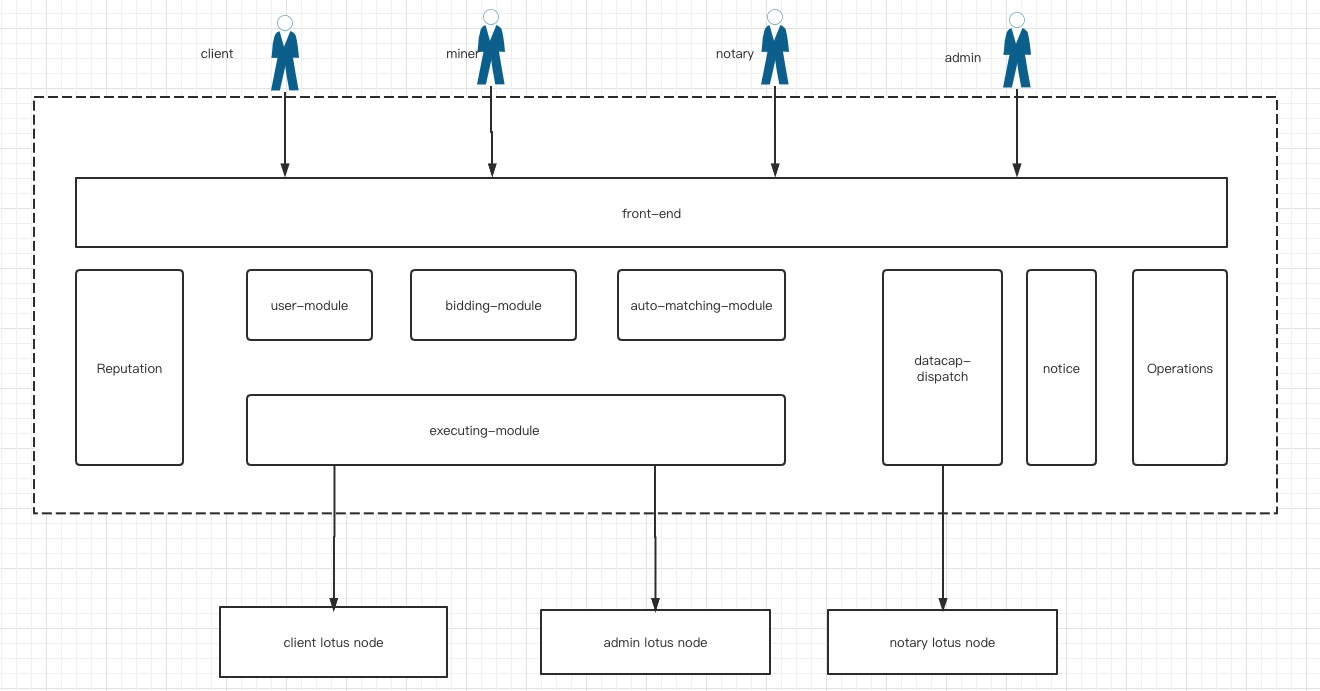 client
miner
notary
admin
front-end
Reputation
user-module
bidding-module
auto-matching-module
datacap-
dispatch
notice
Operations
executing-module
client lotus node
admin lotus node
notary lotus node